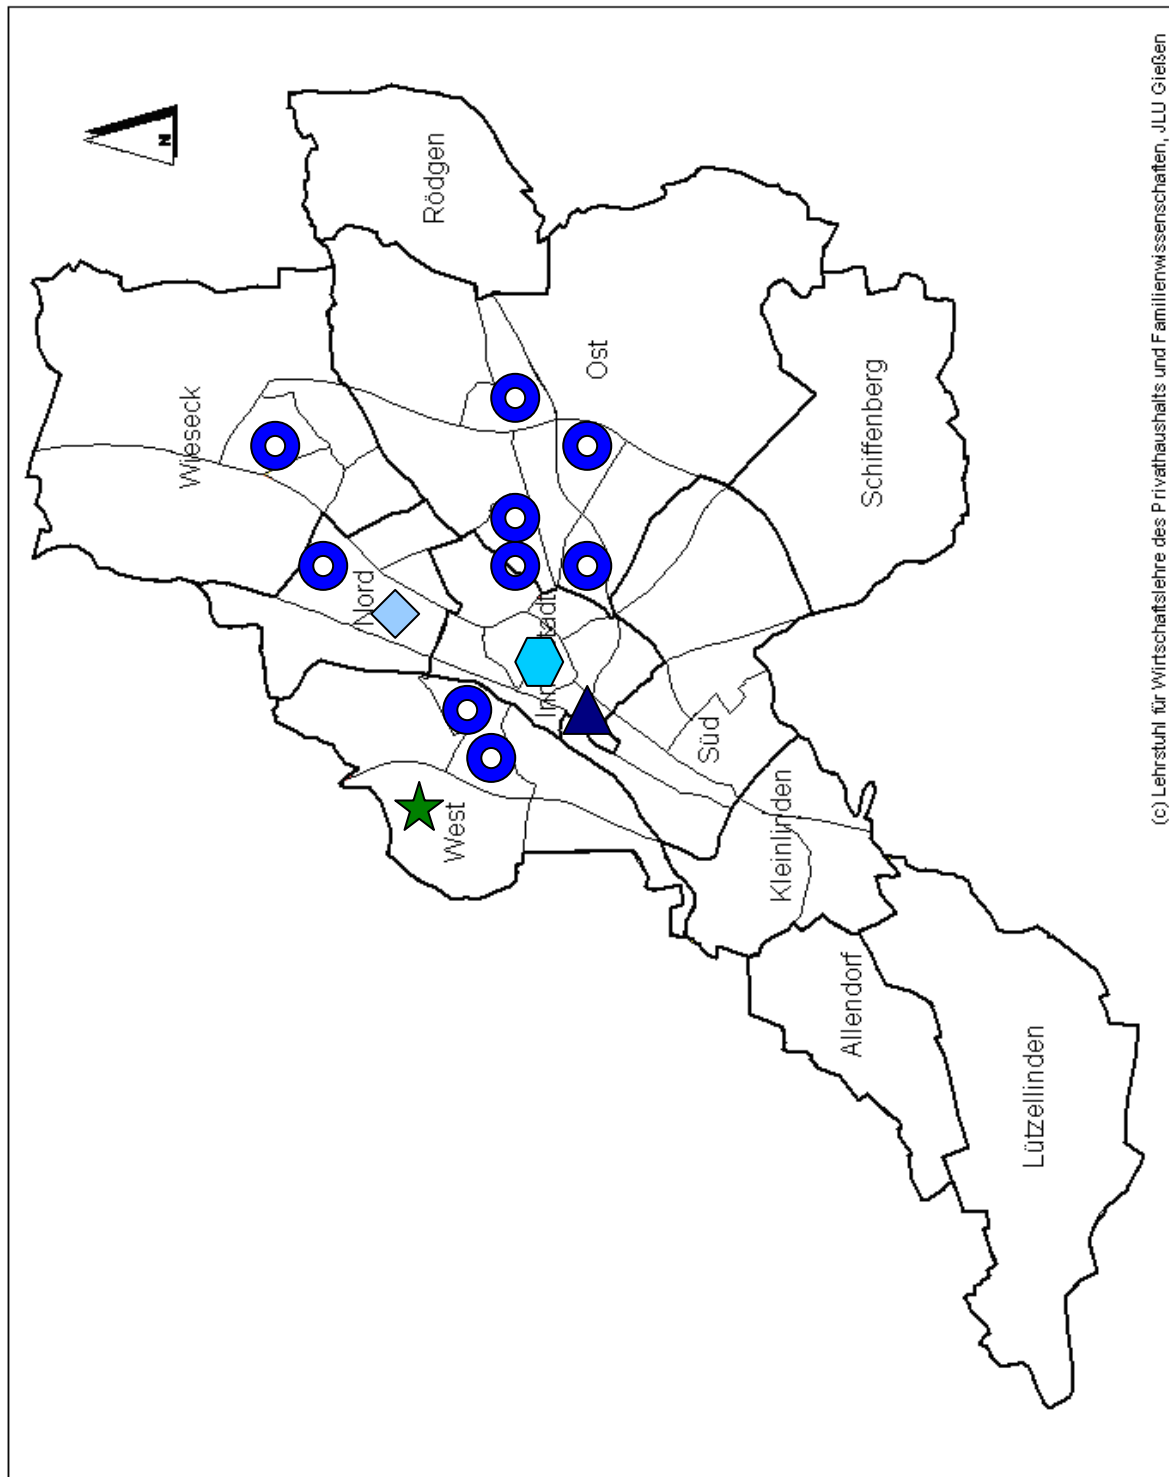 N
Rödgen
Wieseck
Ost
Nord
Schiffenberg
Süd
West
Kleinlinden
Allendorf
Lützellinden
(c) Lehrstuhl für Wirtschaftslehre des Privathaushalts und Familienwissenschaften, JLU Gießen